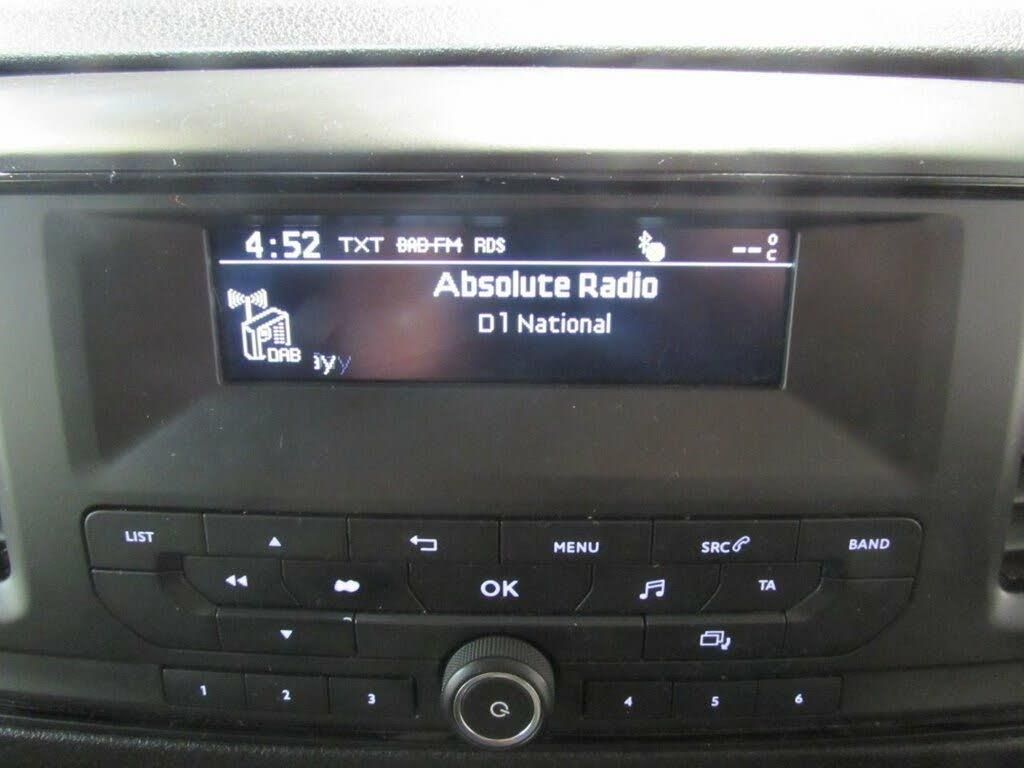 4:52 TXT DAB-FM RDS --°C
Absolute Radio
D1 National
DAB
LIST MENU SRC BAND
OK TA
1 2 3 4 5 6